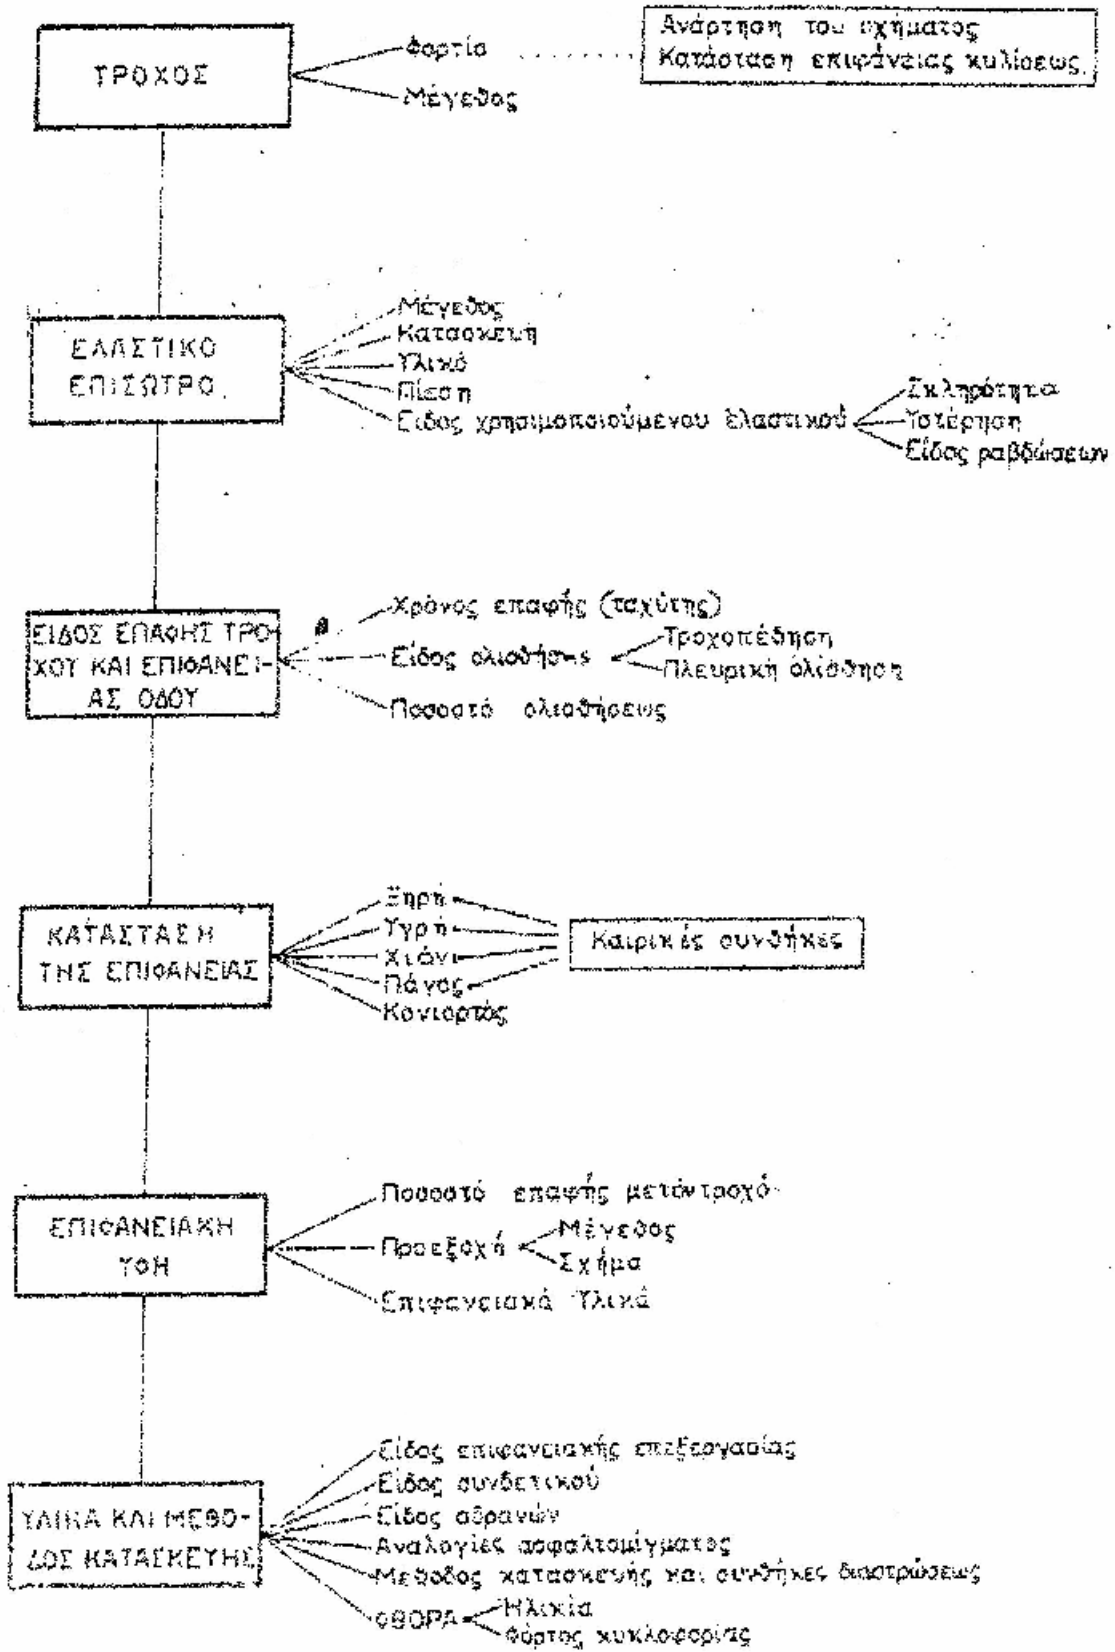 ΤΡΟΧΟΣ
Φορτίο
Μέγεθος
Ανάρτηση του οχήματος
Κατάσταση επιφάνειας κυλίσεως.
ΕΛΑΣΤΙΚΟ
ΕΠΙΣΩΤΡΟ
Μέγεθος
Κατασκευή
Υλικό
Πίεση
Είδος χρησιμοποιούμενου ελαστικού
Σκληρότητα
Υστέρηση
Είδος ραβδώσεων
ΕΙΔΟΣ ΕΠΑΦΗΣ ΤΡΟ-
ΧΟΥ ΚΑΙ ΕΠΙΦΑΝΕΙ-
ΑΣ ΟΔΟΥ
Χρόνος επαφής (ταχύτης)
Είδος ολισθήσης
Τροχοπέδηση
Πλευρική ολίσθηση
Ποσοστό ολισθήσεως
ΚΑΤΑΣΤΑΣΗ
ΤΗΣ ΕΠΙΦΑΝΕΙΑΣ
Ξηρή
Υγρή
Χιόνι
Πάγος
Κονιορτός
Καιρικές συνθήκες
ΕΠΙΦΑΝΕΙΑΚΗ
ΥΦΗ
Ποσοστό επαφής μετόντροχό
Προεξοχή
Μέγεθος
Σχήμα
Επιφανειακά Υλικά
ΥΛΙΚΑ ΚΑΙ ΜΕΘΟ-
ΔΟΣ ΚΑΤΑΣΚΕΥΗΣ
Είδος επιφανειακής επεξεργασίας
Είδος συνδετικού
Είδος αδρανών
Αναλογίες ασφαλτομίγματος
Μέθοδος κατασκευής και συνθήκες διαστρώσεως
ΦΘΟΡΑ
Ηλικία
Φόρτος κυκλοφορίας